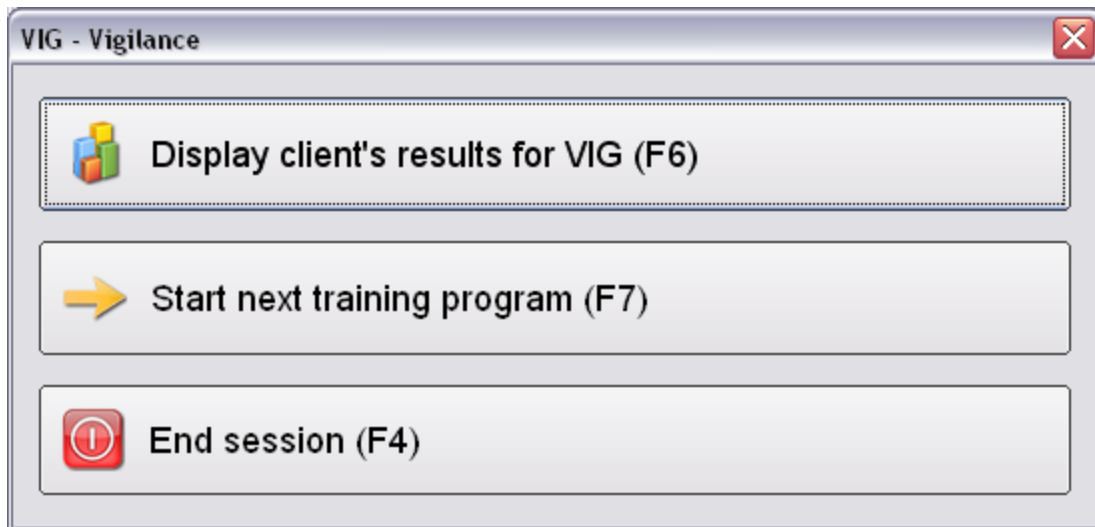 VIG - Vigilance
Display client's results for VIG (F6)
Start next training program (F7)
End session (F4)